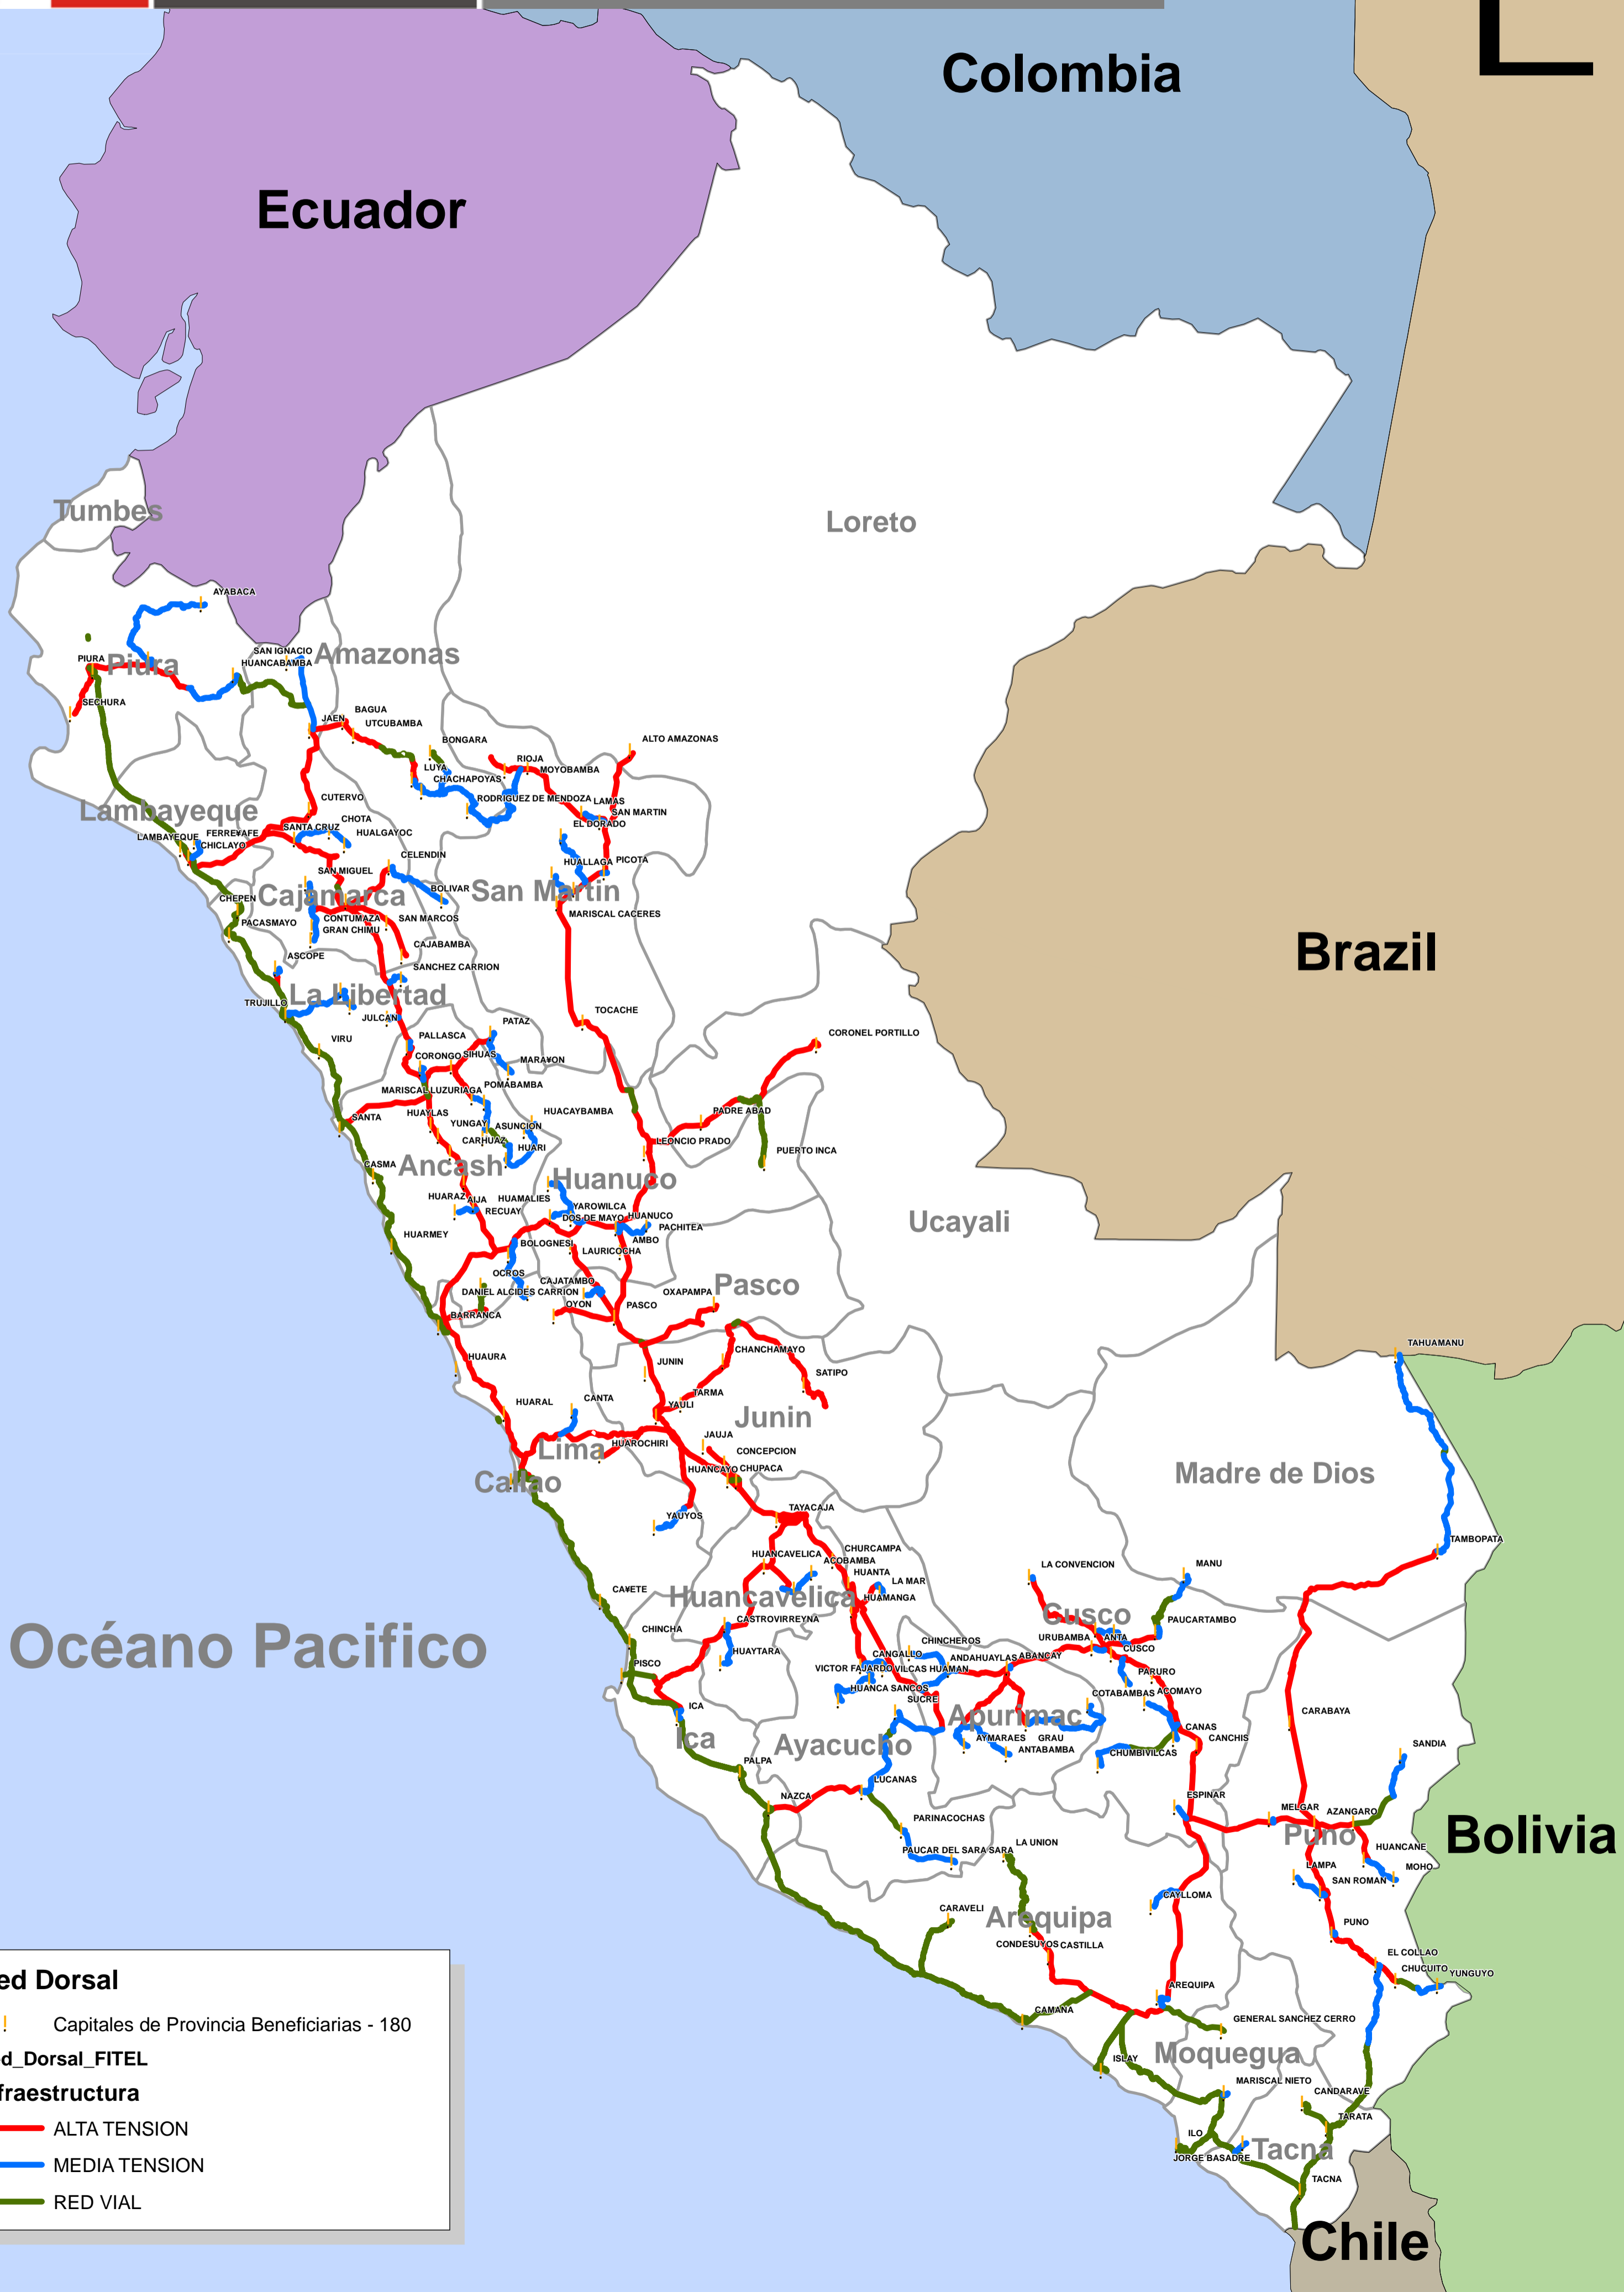 Colombia
Ecuador
Tumbes
Loreto
AYABACA
SAN IGNACIO
Amazonas
PIURA
Piura
HUANCABAMBA
SECHURA
BAGUA
JAEN
UTCUBAMBA
BONGARA
ALTO AMAZONAS
RIOJA
LUYA
MOYOBAMBA
CHACHAPOYAS
CUTERVO
RODRIGUEZ DE MENDOZA
LAMAS
Lambayeque
SAN MARTIN
CHOTA
EL DORADO
SANTA CRUZ
FERRE¥AFE
HUALGAYOC
LAMBAYEQUE
CHICLAYO
CELENDIN
HUALLAGA
PICOTA
SAN MIGUEL
BOLIVAR
San Martin
Cajamarca
CHEPEN
MARISCAL CACERES
CONTUMAZA
SAN MARCOS
PACASMAYO
GRAN CHIMU
CAJABAMBA
Brazil
ASCOPE
SANCHEZ CARRION
La Libertad
TRUJILLO
TOCACHE
JULCAN
PATAZ
CORONEL PORTILLO
VIRU
PALLASCA
CORONGO
SIHUAS
MARA¥ON
POMABAMBA
MARISCAL LUZURIAGA
HUAYLAS
HUACAYBAMBA
PADRE ABAD
SANTA
YUNGAY
ASUNCION
CARHUAZ
LEONCIO PRADO
HUARI
PUERTO INCA
CASMA
Ancash
Huanuco
HUARAZ
AIJA
HUAMALIES
RECUAY
YAROWILCA
DOS DE MAYO
HUANUCO
Ucayali
PACHITEA
HUARMEY
AMBO
BOLOGNESI
LAURICOCHA
OCROS
CAJATAMBO
Pasco
DANIEL ALCIDES CARRION
OXAPAMPA
OYON
PASCO
BARRANCA
TAHUAMANU
CHANCHAMAYO
HUAURA
JUNIN
SATIPO
TARMA
CANTA
HUARAL
YAULI
Junin
JAUJA
HUAROCHIRI
Lima
CONCEPCION
HUANCAYO
CHUPACA
Madre de Dios
Callao
TAYACAJA
YAUYOS
TAMBOPATA
CHURCAMPA
HUANCAVELICA
ACOBAMBA
LA CONVENCION
MANU
HUANTA
LA MAR
CA¥ETE
Huancavelica
HUAMANGA
Cusco
CASTROVIRREYNA
PAUCARTAMBO
CHINCHA
Océano Pacifico
URUBAMBA
ANTA
CHINCHEROS
CUSCO
HUAYTARA
CANGALLO
ANDAHUAYLAS
ABANCAY
PISCO
VICTOR FAJARDO
VILCAS HUAMAN
PARURO
HUANCA SANCOS
COTABAMBAS
ACOMAYO
SUCRE
ICA
CARABAYA
Apurimac
CANAS
Ica
Ayacucho
AYMARAES
GRAU
CANCHIS
SANDIA
ANTABAMBA
CHUMBIVILCAS
PALPA
LUCANAS
NAZCA
ESPINAR
MELGAR
AZANGARO
PARINACOCHAS
Puno
Bolivia
LA UNION
HUANCANE
PAUCAR DEL SARA SARA
LAMPA
MOHO
SAN ROMAN
CAYLLOMA
CARAVELI
Arequipa
PUNO
CONDESUYOS
CASTILLA
EL COLLAO
CHUCUITO
YUNGUYO
AREQUIPA
CAMANA
GENERAL SANCHEZ CERRO
ISLAY
Moquegua
MARISCAL NIETO
CANDARAVE
TARATA
ILO
Tacna
JORGE BASADRE
TACNA
Chile
ed Dorsal
Capitales de Provincia Beneficiarias - 180
d_Dorsal_FITEL
fraestructura
ALTA TENSION
MEDIA TENSION
RED VIAL